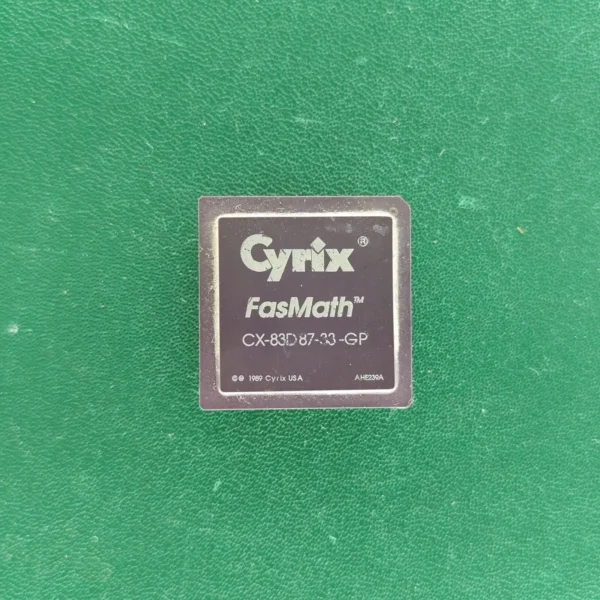 Cyrix®
FasMath™
CX-83D87-33-GP
©Ⓜ 1989 Cyrix USA
AHE239A